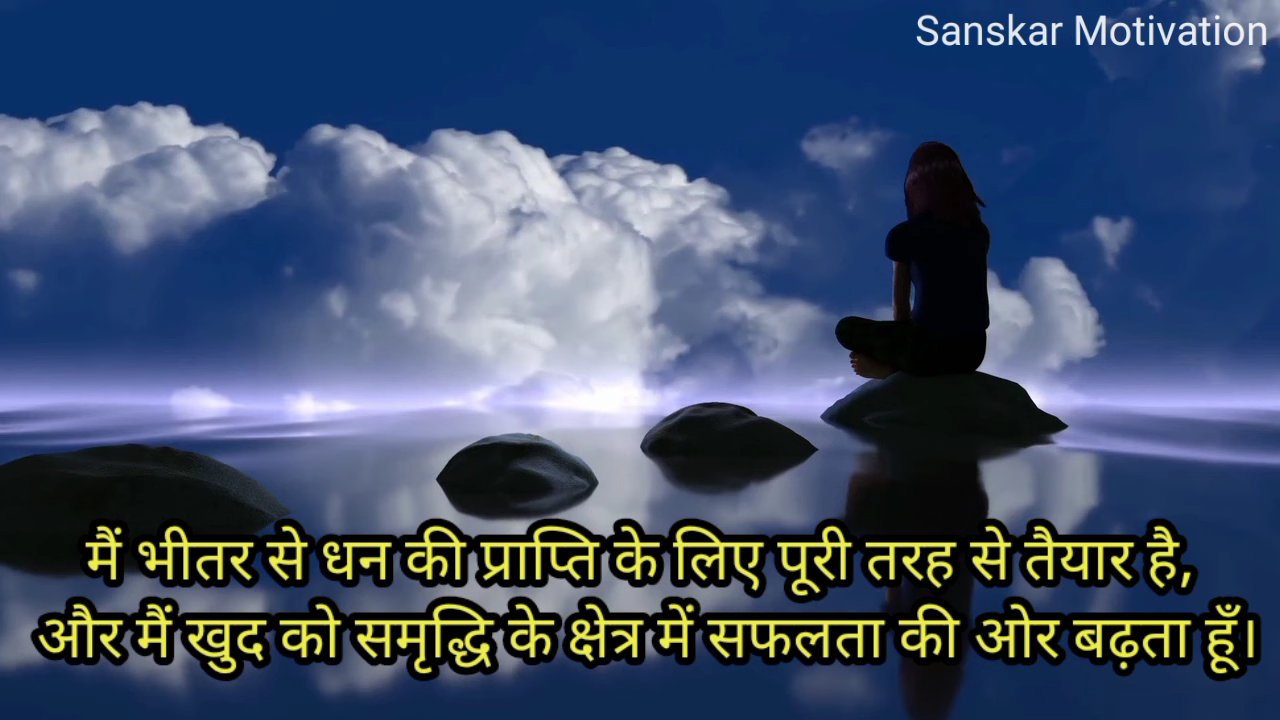 Sanskar Motivation
मैं भीतर से धन की प्राप्ति के लिए पूरी तरह से तैयार है,
और मैं खुद को समृद्धि के क्षेत्र में सफलता की ओर बढ़ता हूँ।